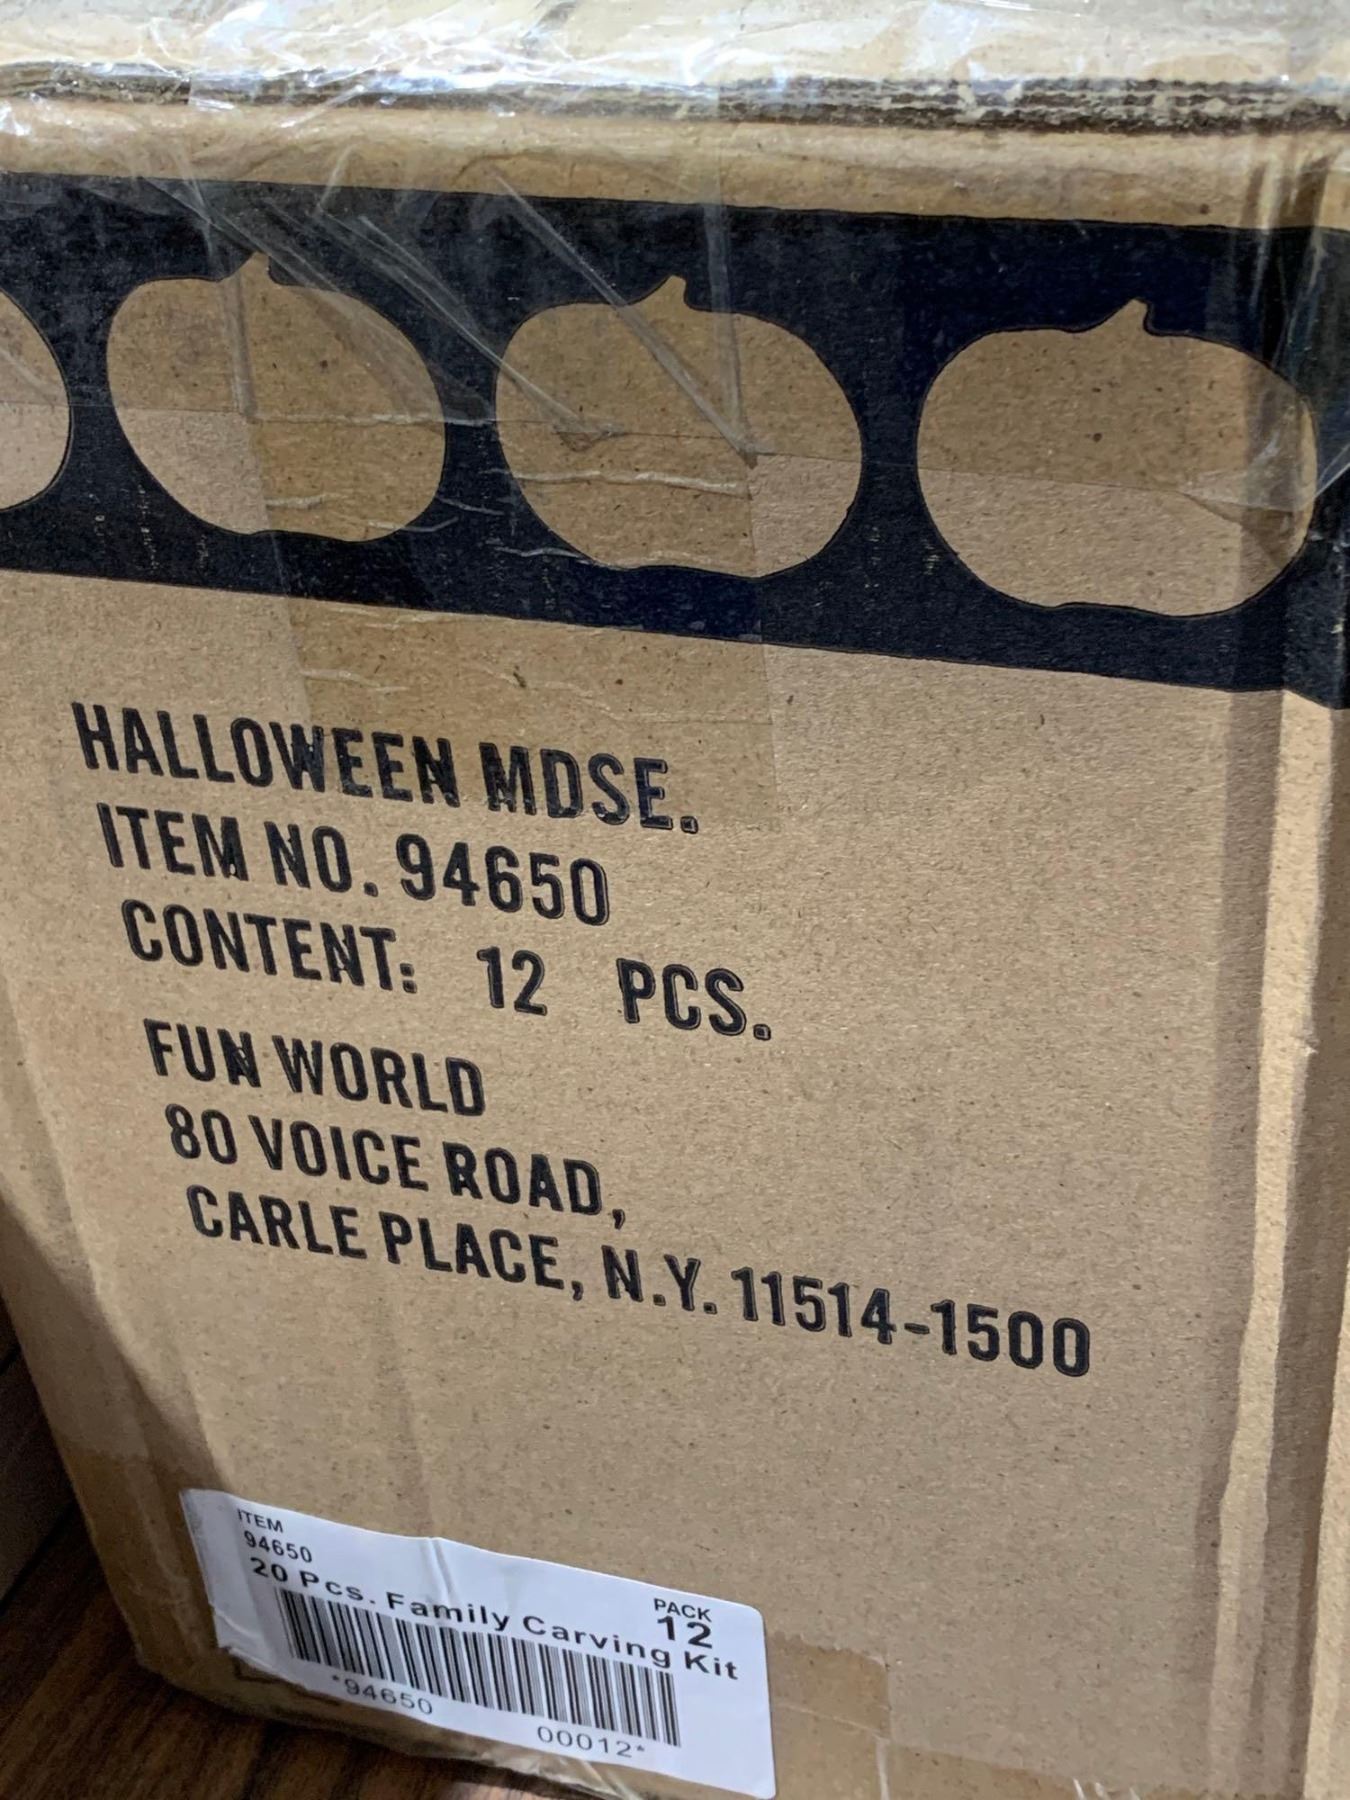 HALLOWEEN MDSE.
ITEM NO. 94650
CONTENT: 12 PCS.
FUN WORLD
80 VOICE ROAD,
CARLE PLACE, N.Y. 11514-1500
ITEM
94650
PACK
12
20 Pcs. Family Carving Kit
*94650 00012*